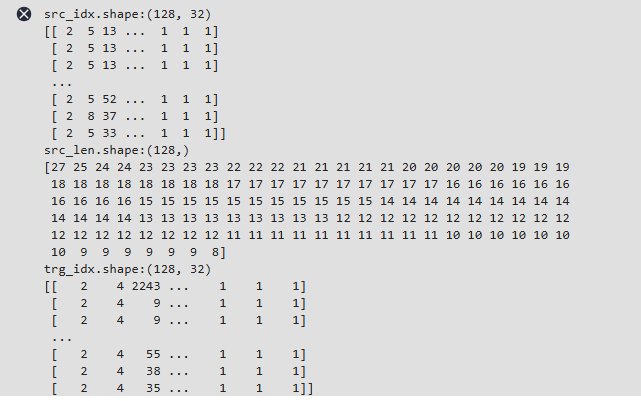 src_idx.shape:(128, 32)
[[ 2  5 13 ...  1  1  1]
 [ 2  5 13 ...  1  1  1]
 [ 2  5 13 ...  1  1  1]
 ...
 [ 2  5 52 ...  1  1  1]
 [ 2  8 37 ...  1  1  1]
 [ 2  5 33 ...  1  1  1]]
src_len.shape:(128,)
[27 25 24 24 23 23 23 23 22 22 22 21 21 21 21 21 20 20 20 20 20 19 19 19
 18 18 18 18 18 18 18 18 17 17 17 17 17 17 17 17 17 17 16 16 16 16 16 16
 16 16 16 16 15 15 15 15 15 15 15 15 15 15 15 14 14 14 14 14 14 14 14 14
 14 14 14 14 13 13 13 13 13 13 13 13 13 12 12 12 12 12 12 12 12 12 12 12
 12 12 12 12 12 12 12 12 11 11 11 11 11 11 11 11 11 11 10 10 10 10 10 10
 10  9  9  9  9  9  9  8]
trg_idx.shape:(128, 32)
[[   2    4 2243 ...    1    1    1]
 [   2    4    9 ...    1    1    1]
 [   2    4    9 ...    1    1    1]
 ...
 [   2    4   55 ...    1    1    1]
 [   2    4   38 ...    1    1    1]
 [   2    4   35 ...    1    1    1]]